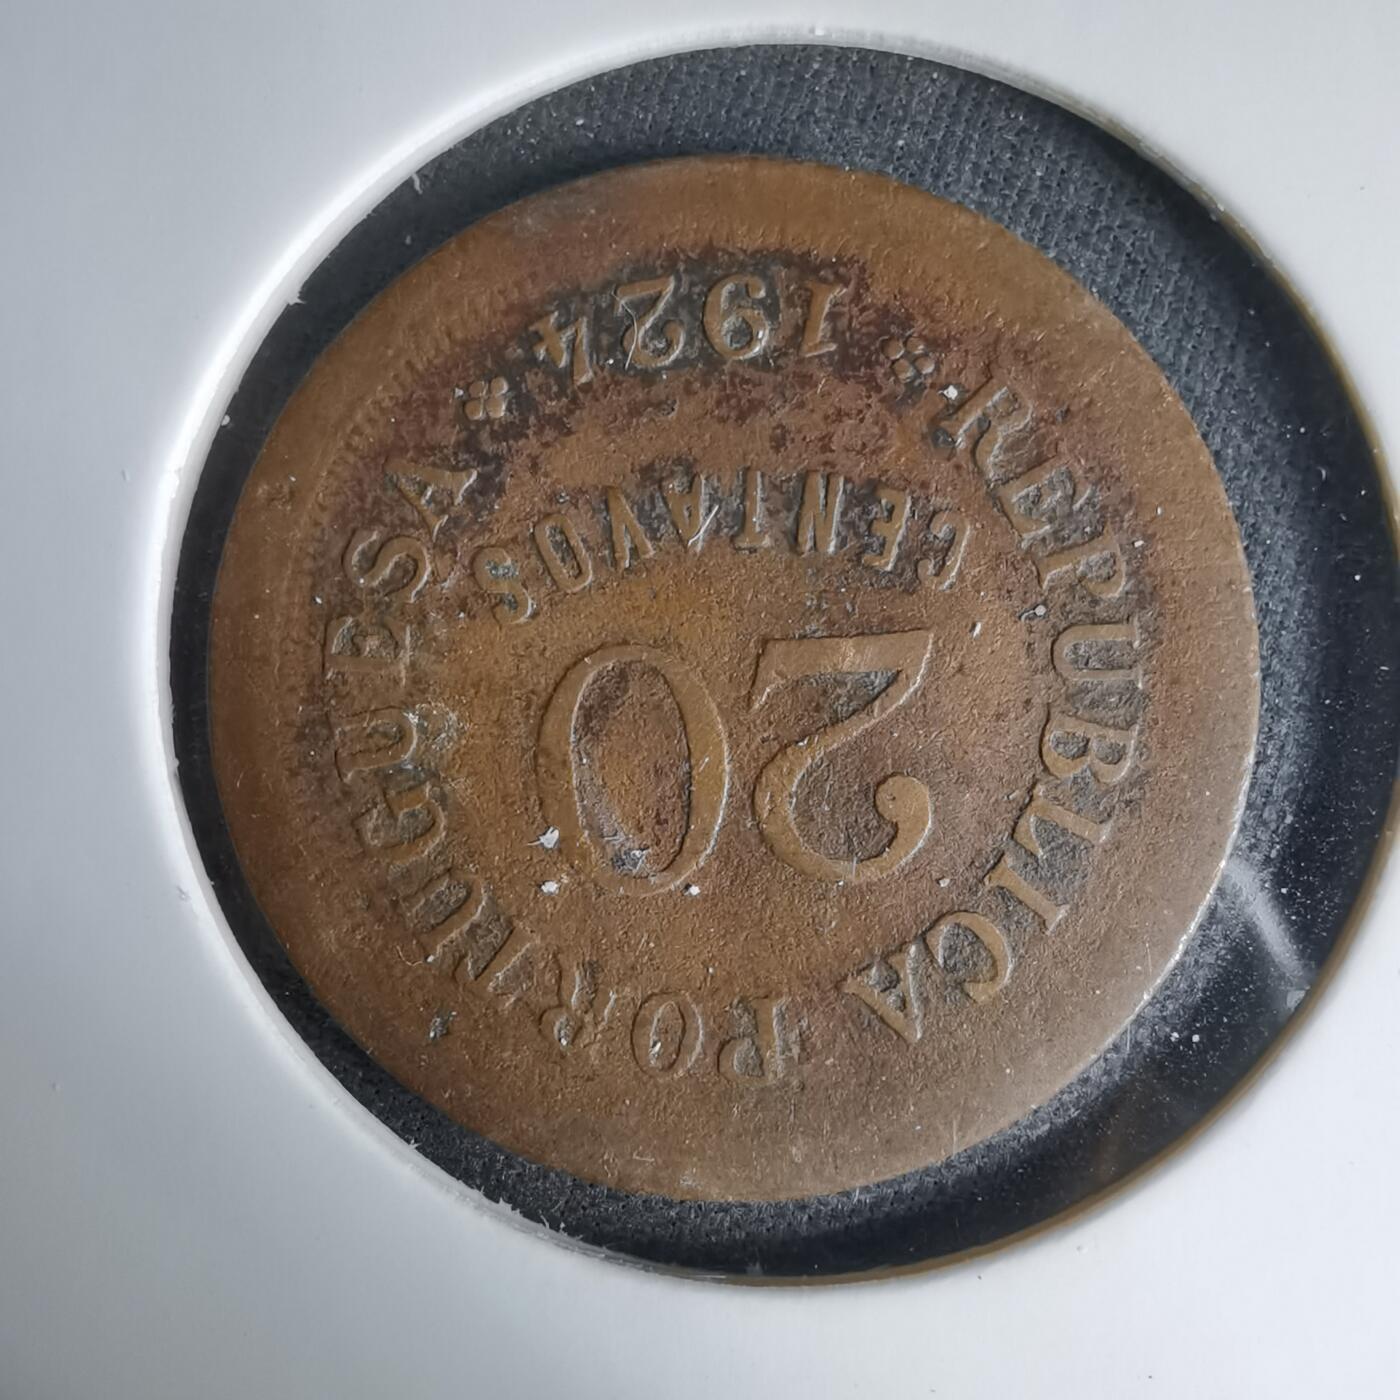 REPUBLICA PORTUGUESA
20
CENTAVOS
1924